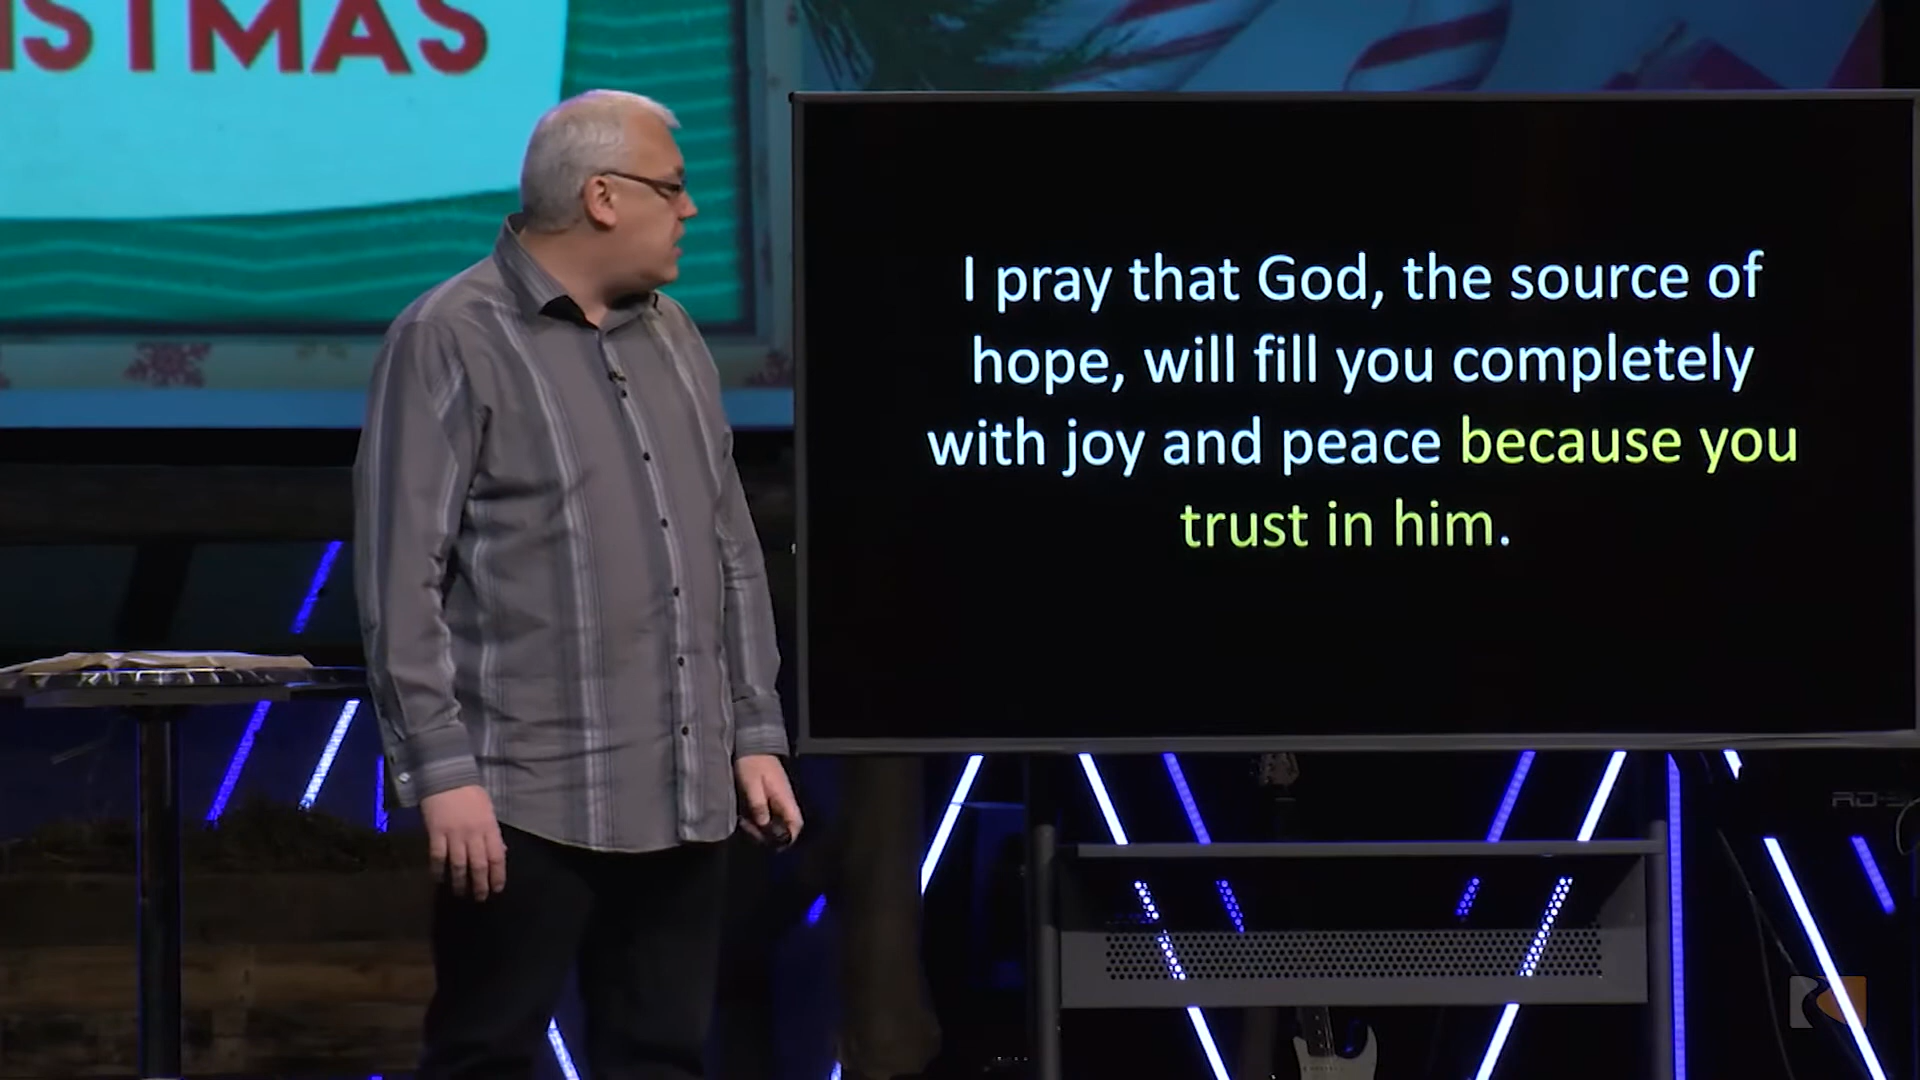 ISTMAS
I pray that God, the source of
hope, will fill you completely
with joy and peace because you
trust in him.